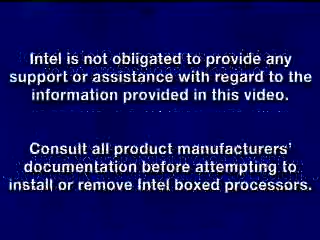 Intel is not obligated to provide any
support or assistance with regard to the
information provided in this video.
Consult all product manufacturers'
documentation before attempting to
install or remove Intel boxed processors.